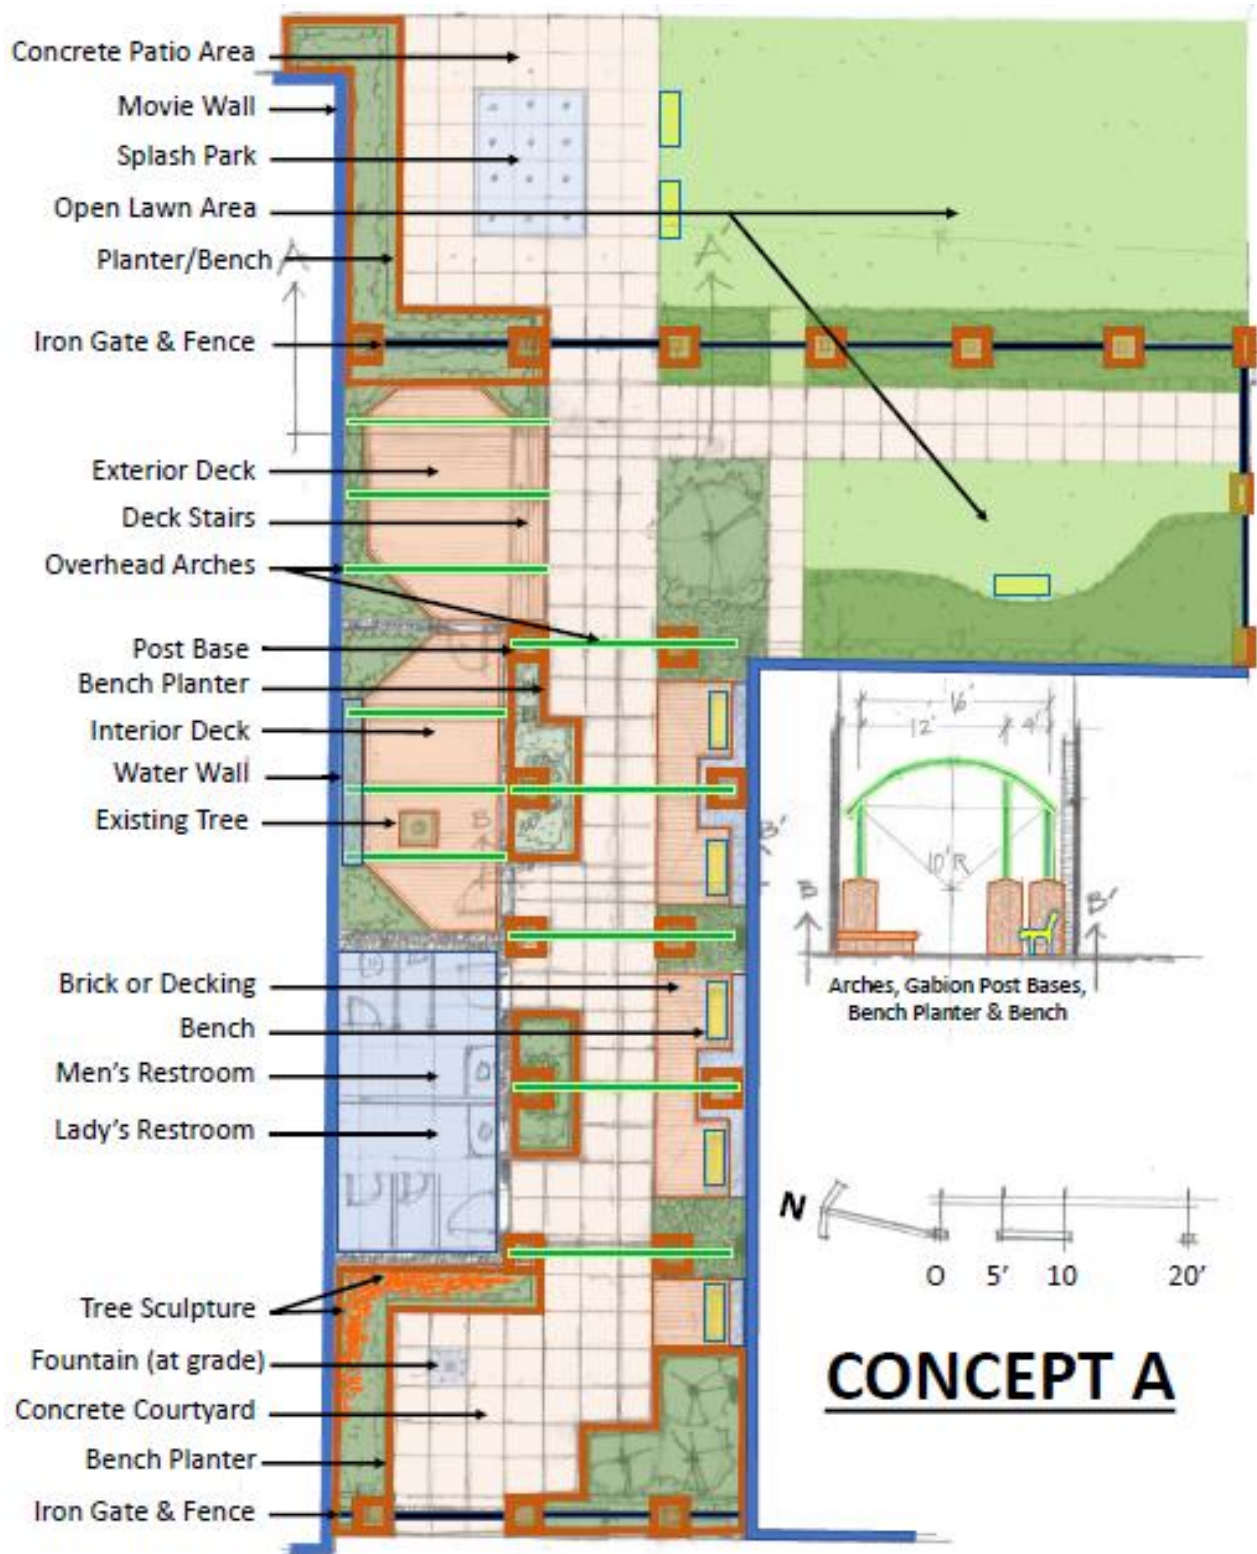 Concrete Patio Area
Movie Wall
Splash Park
Open Lawn Area
Planter/Bench
A
A'
Iron Gate & Fence
Exterior Deck
Deck Stairs
Overhead Arches
Post Base
Bench Planter
Interior Deck
Water Wall
Existing Tree
B
B'
16'
12'
4'
10'R
B
B'
Arches, Gabion Post Bases,
Bench Planter & Bench
Brick or Decking
Bench
Men's Restroom
Lady's Restroom
N
O 5' 10 20'
Tree Sculpture
Fountain (at grade)
Concrete Courtyard
Bench Planter
Iron Gate & Fence
CONCEPT A